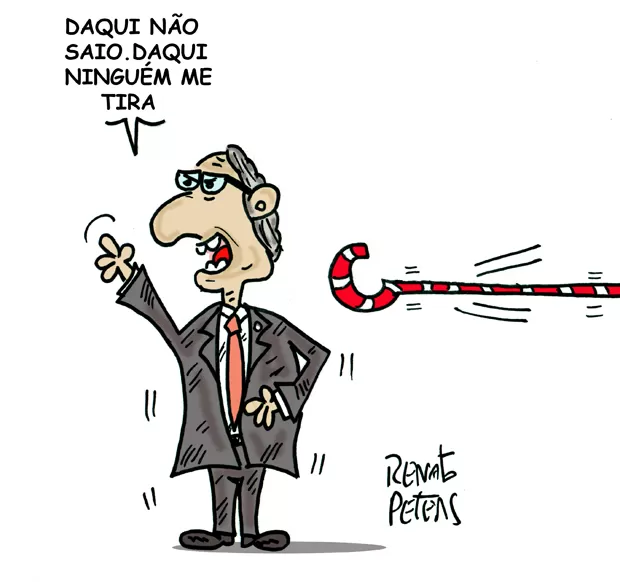 DAQUI NÃO
SAIO.DAQUI
NINGUÉM ME
TIRA
RENATO
PETERS